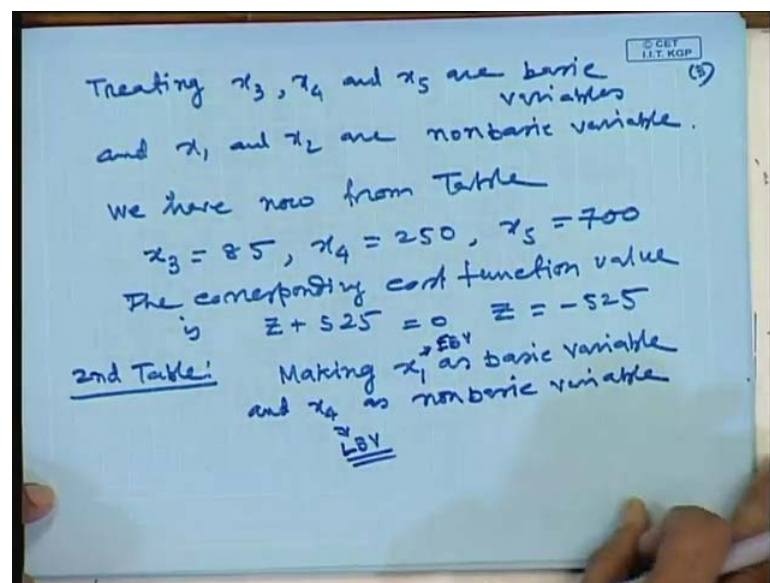 © CET
I.I.T. KGP
(5)
Treating x₃, x₄ and x₅ are basic
variables
and x₁ and x₂ are nonbasic variable.
We have now from Table
x₃ = 85, x₄ = 250, x₅ = 700
The corresponding cost function value
is Z + 525 = 0 Z = -525
2nd Table: Making x₁ → EBV as basic variable
and x₄ as nonbasic variable
LBV